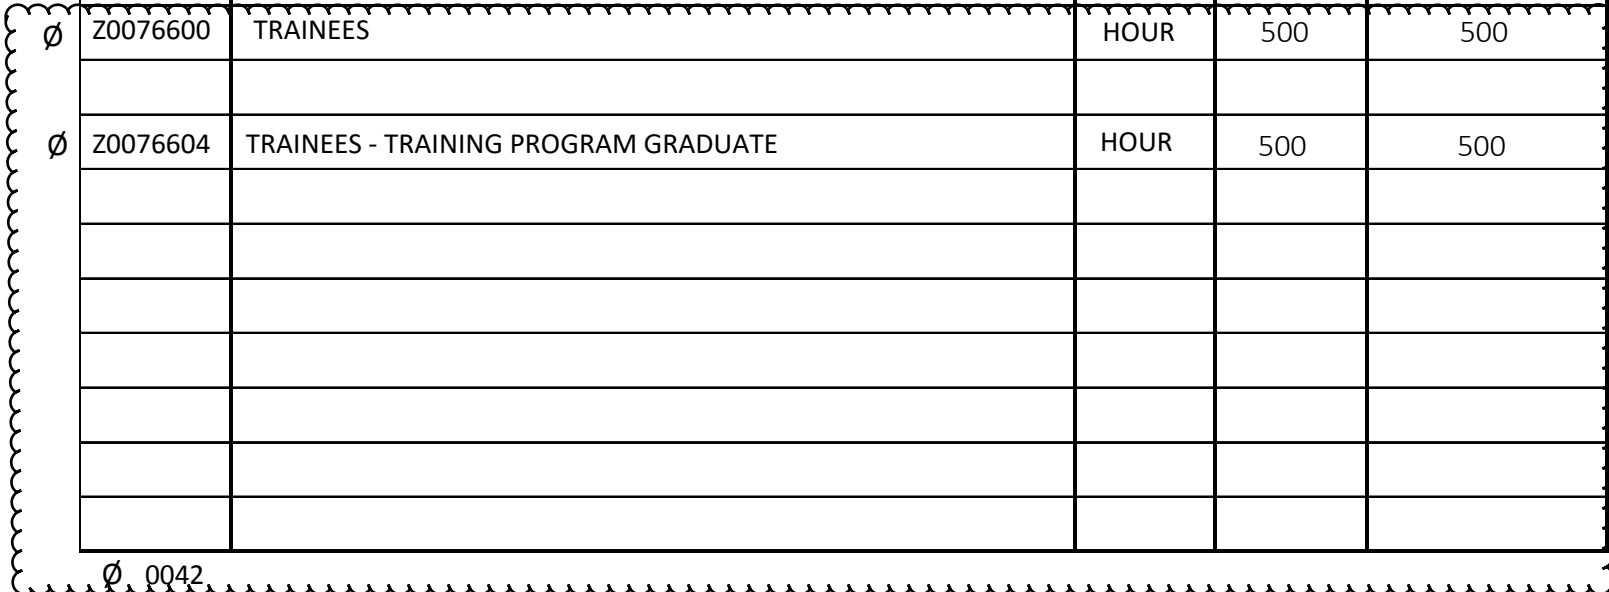 Ø Z0076600 TRAINEES HOUR 500 500
Ø Z0076604 TRAINEES - TRAINING PROGRAM GRADUATE HOUR 500 500
Ø 0042